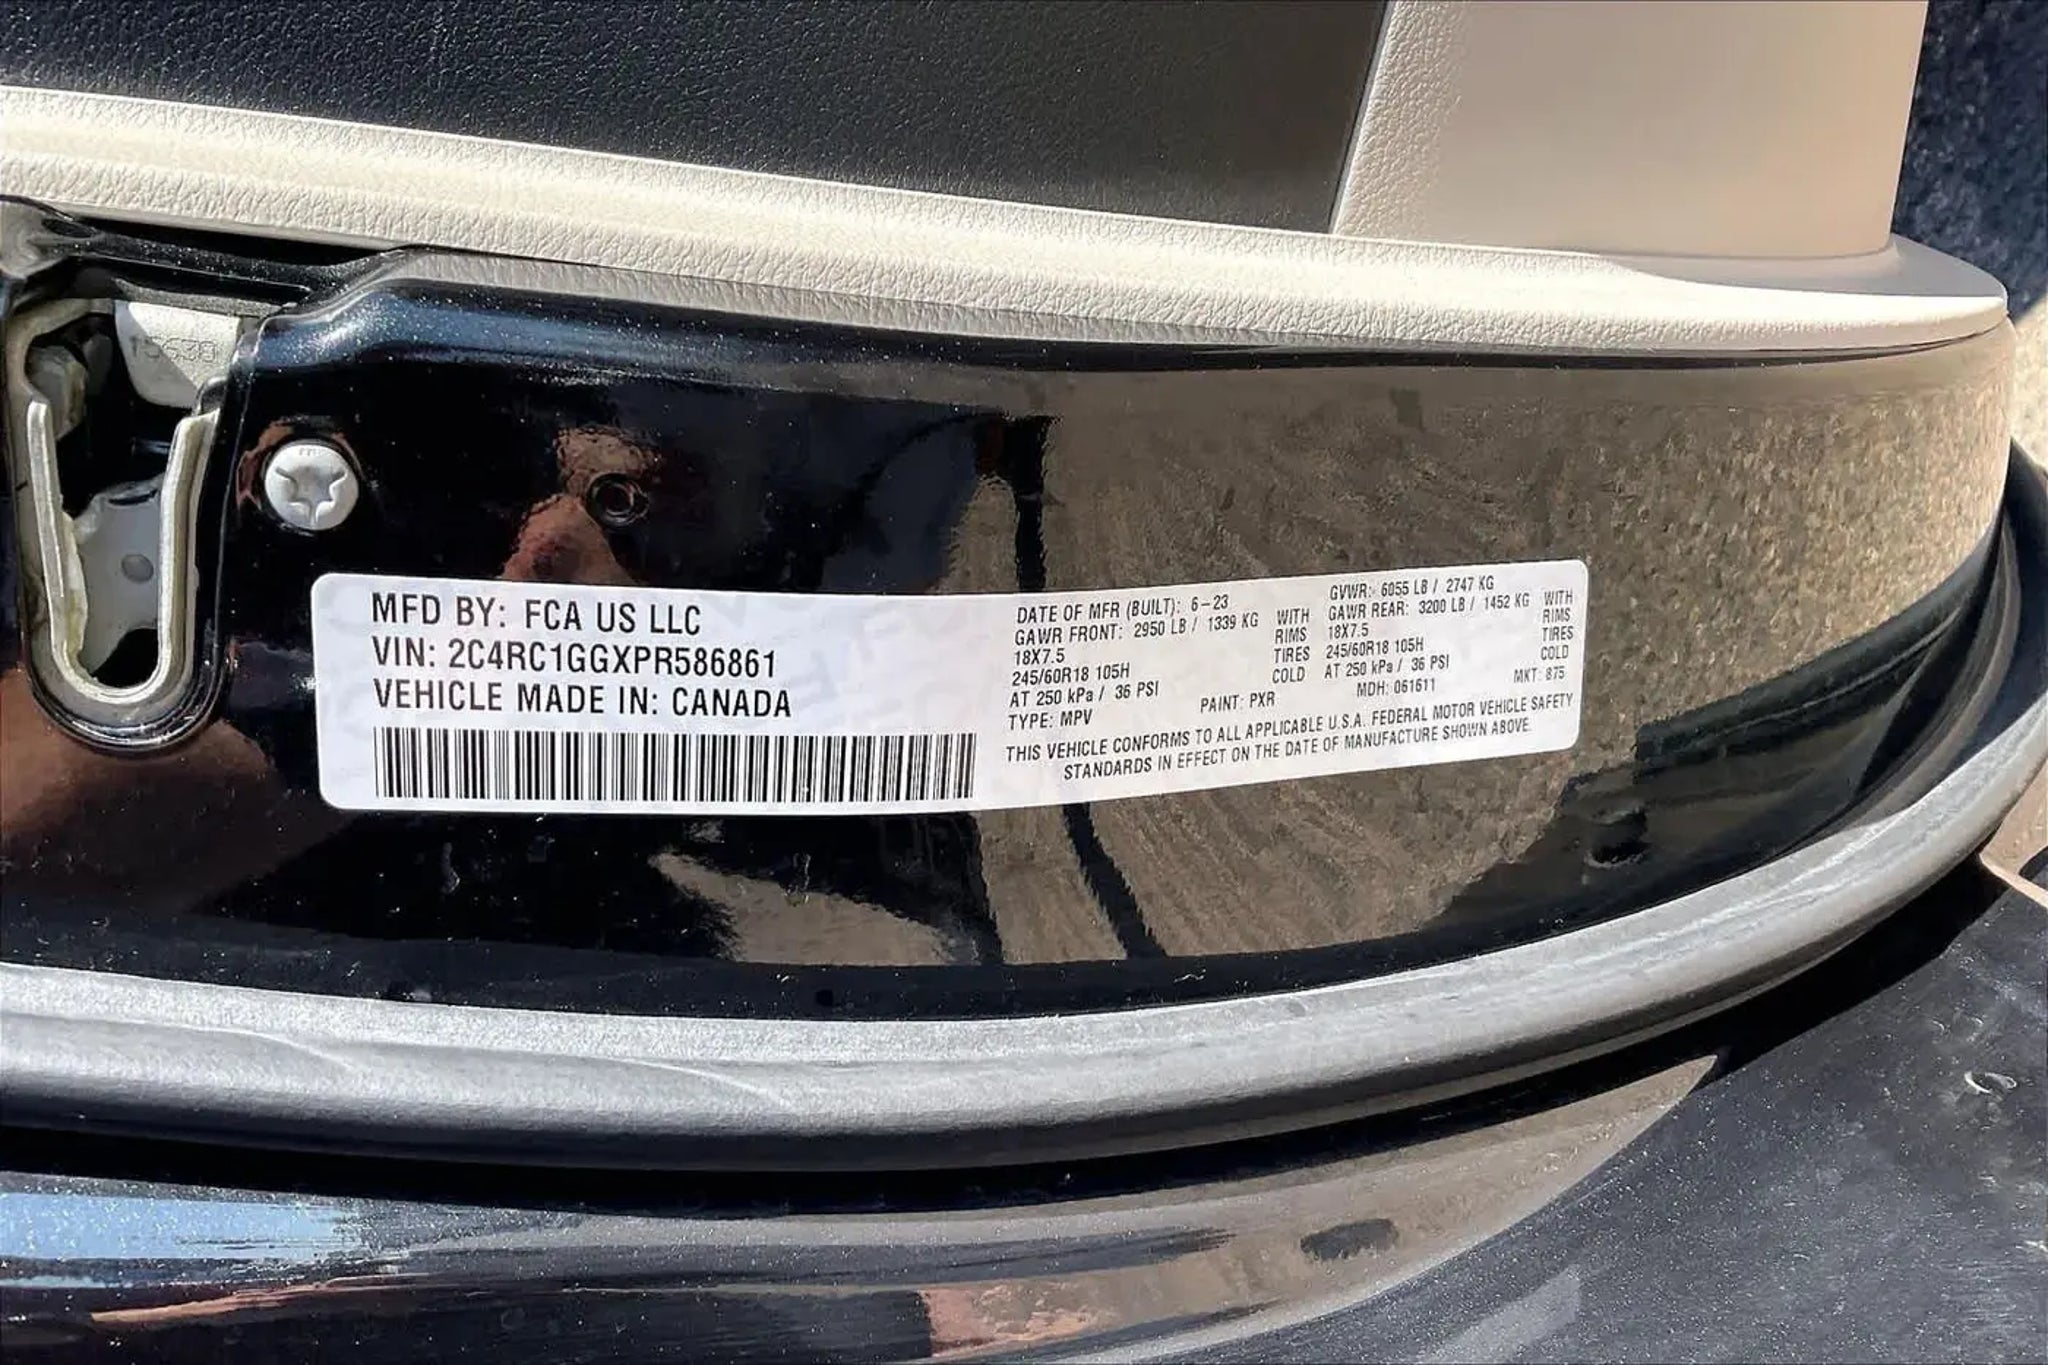 15630
MFD BY: FCA US LLC
VIN: 2C4RC1GGXPR586861
VEHICLE MADE IN: CANADA
DATE OF MFR (BUILT): 6-23 GVWR: 6055 LB / 2747 KG
GAWR FRONT: 2950 LB / 1339 KG WITH GAWR REAR: 3200 LB / 1452 KG WITH
18X7.5 RIMS 18X7.5 RIMS
245/60R18 105H TIRES 245/60R18 105H TIRES
AT 250 kPa / 36 PSI COLD AT 250 kPa / 36 PSI COLD
TYPE: MPV PAINT: PXR MDH: 061611 MKT: 875
THIS VEHICLE CONFORMS TO ALL APPLICABLE U.S.A. FEDERAL MOTOR VEHICLE SAFETY
STANDARDS IN EFFECT ON THE DATE OF MANUFACTURE SHOWN ABOVE.